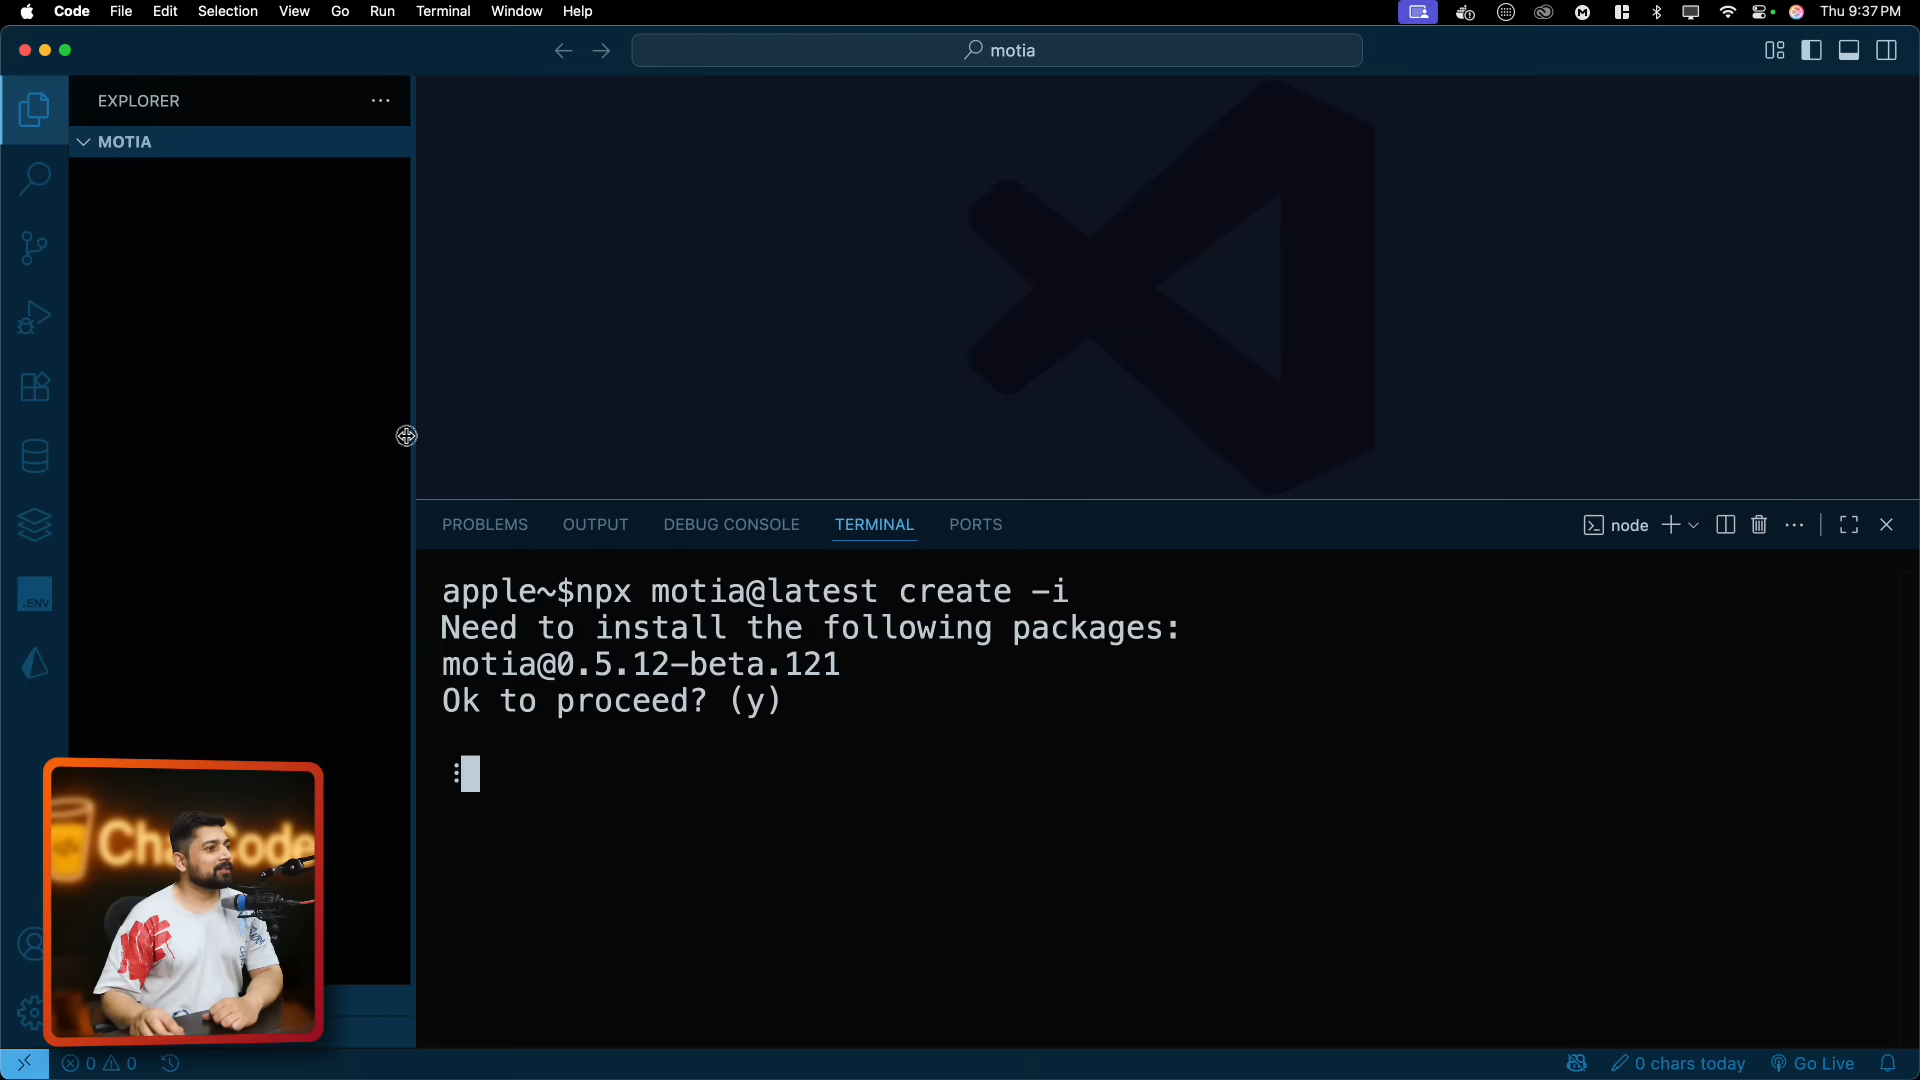 Code File Edit Selection View Go Run Terminal Window Help
Thu 9:37 PM
motia
EXPLORER
MOTIA
PROBLEMS OUTPUT DEBUG CONSOLE TERMINAL PORTS
node
apple~$npx motia@latest create -i
Need to install the following packages:
motia@0.5.12-beta.121
Ok to proceed? (y)
.ENV
0 0
0 chars today Go Live